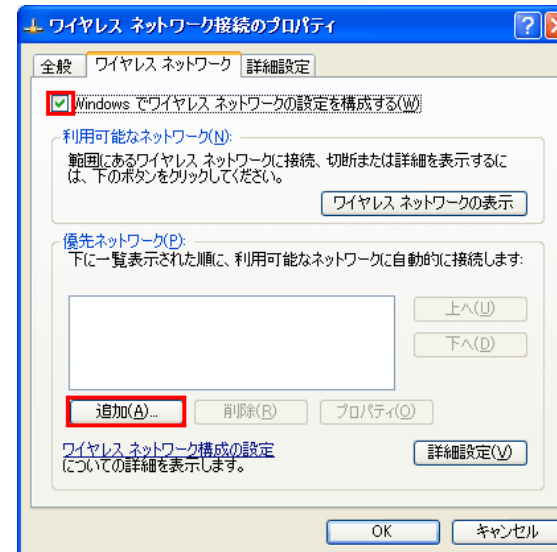 ワイヤレス ネットワーク接続のプロパティ
全般 ワイヤレス ネットワーク 詳細設定
Windows でワイヤレス ネットワークの設定を構成する(W)
利用可能なネットワーク(N):
範囲にあるワイヤレス ネットワークに接続、切断または詳細を表示するに
は、下のボタンをクリックしてください。
ワイヤレス ネットワークの表示
優先ネットワーク(P):
下に一覧表示された順に、利用可能なネットワークに自動的に接続します:
上へ(U)
下へ(D)
追加(A)... 削除(R) プロパティ(O)
ワイヤレス ネットワーク構成の設定
についての詳細を表示します。
詳細設定(V)
OK キャンセル